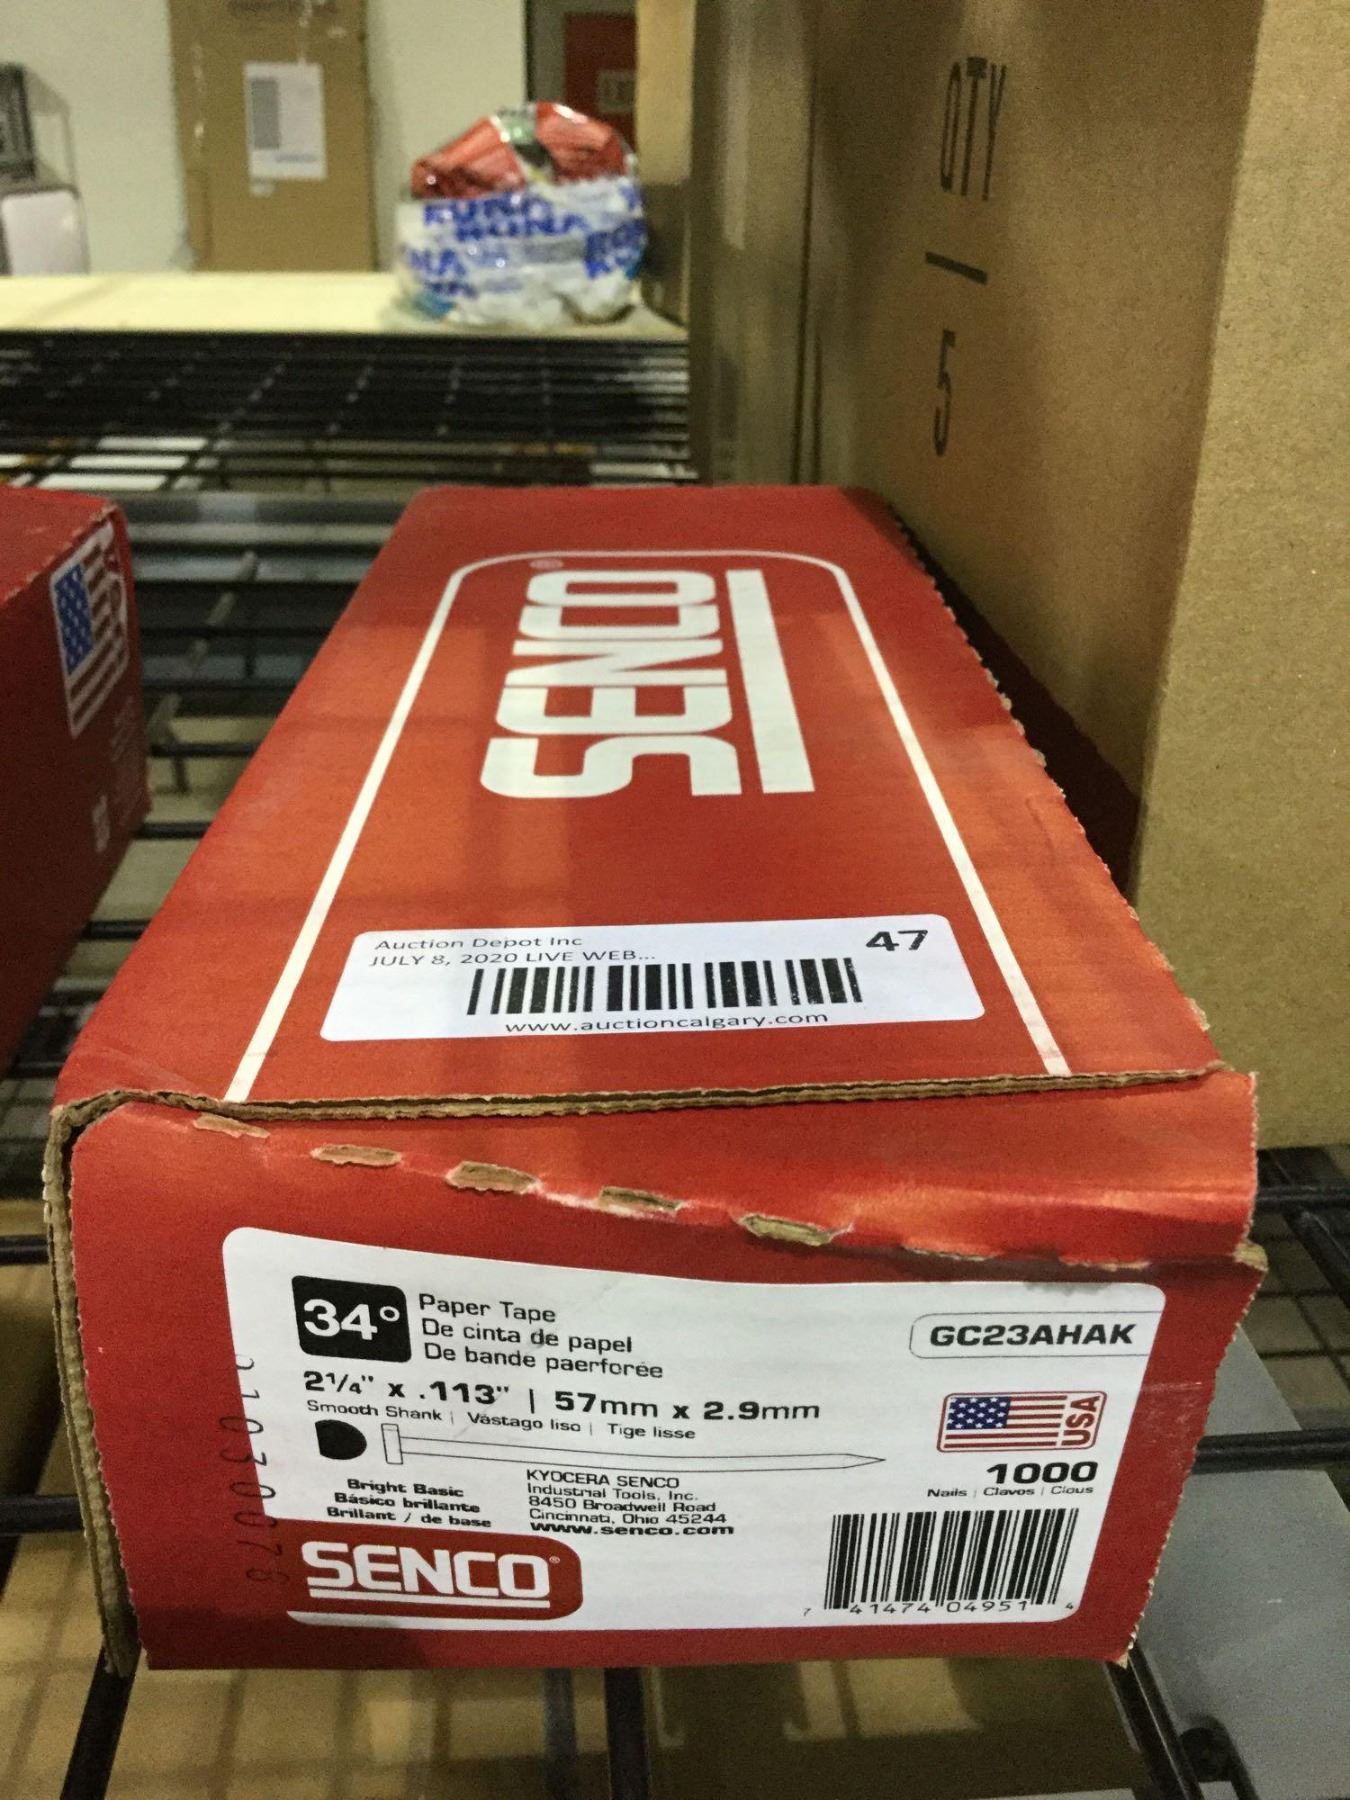 QTY / 5
SENCO®
Auction Depot Inc
47
JULY 8, 2020 LIVE WEB...
www.auctioncalgary.com
34° Paper Tape
De cinta de papel
De bande paerforée
GC23AHAK
2¼" x .113" | 57mm x 2.9mm
Smooth Shank | Vástago liso | Tige lisse
USA
1000
Nails | Clavos | Clous
Bright Basic
Básico brillante
Brillant / de base
KYOCERA SENCO
Industrial Tools, Inc.
8450 Broadwell Road
Cincinnati, Ohio 45244
www.senco.com
SENCO®
7 41474 04951 4